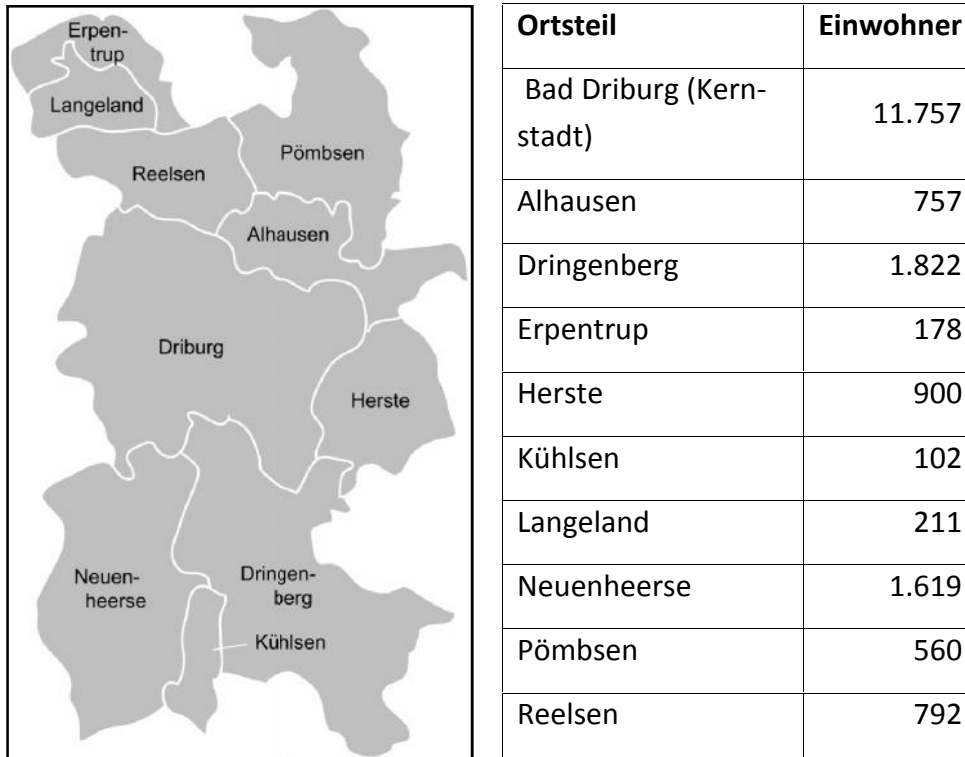 Erpen-
trup
Langeland
Pömbsen
Reelsen
Alhausen
Driburg
Herste
Neuen-
heerse
Dringen-
berg
Kühlsen
Ortsteil Einwohner
Bad Driburg (Kern-
stadt) 11.757
Alhausen 757
Dringenberg 1.822
Erpentrup 178
Herste 900
Kühlsen 102
Langeland 211
Neuenheerse 1.619
Pömbsen 560
Reelsen 792